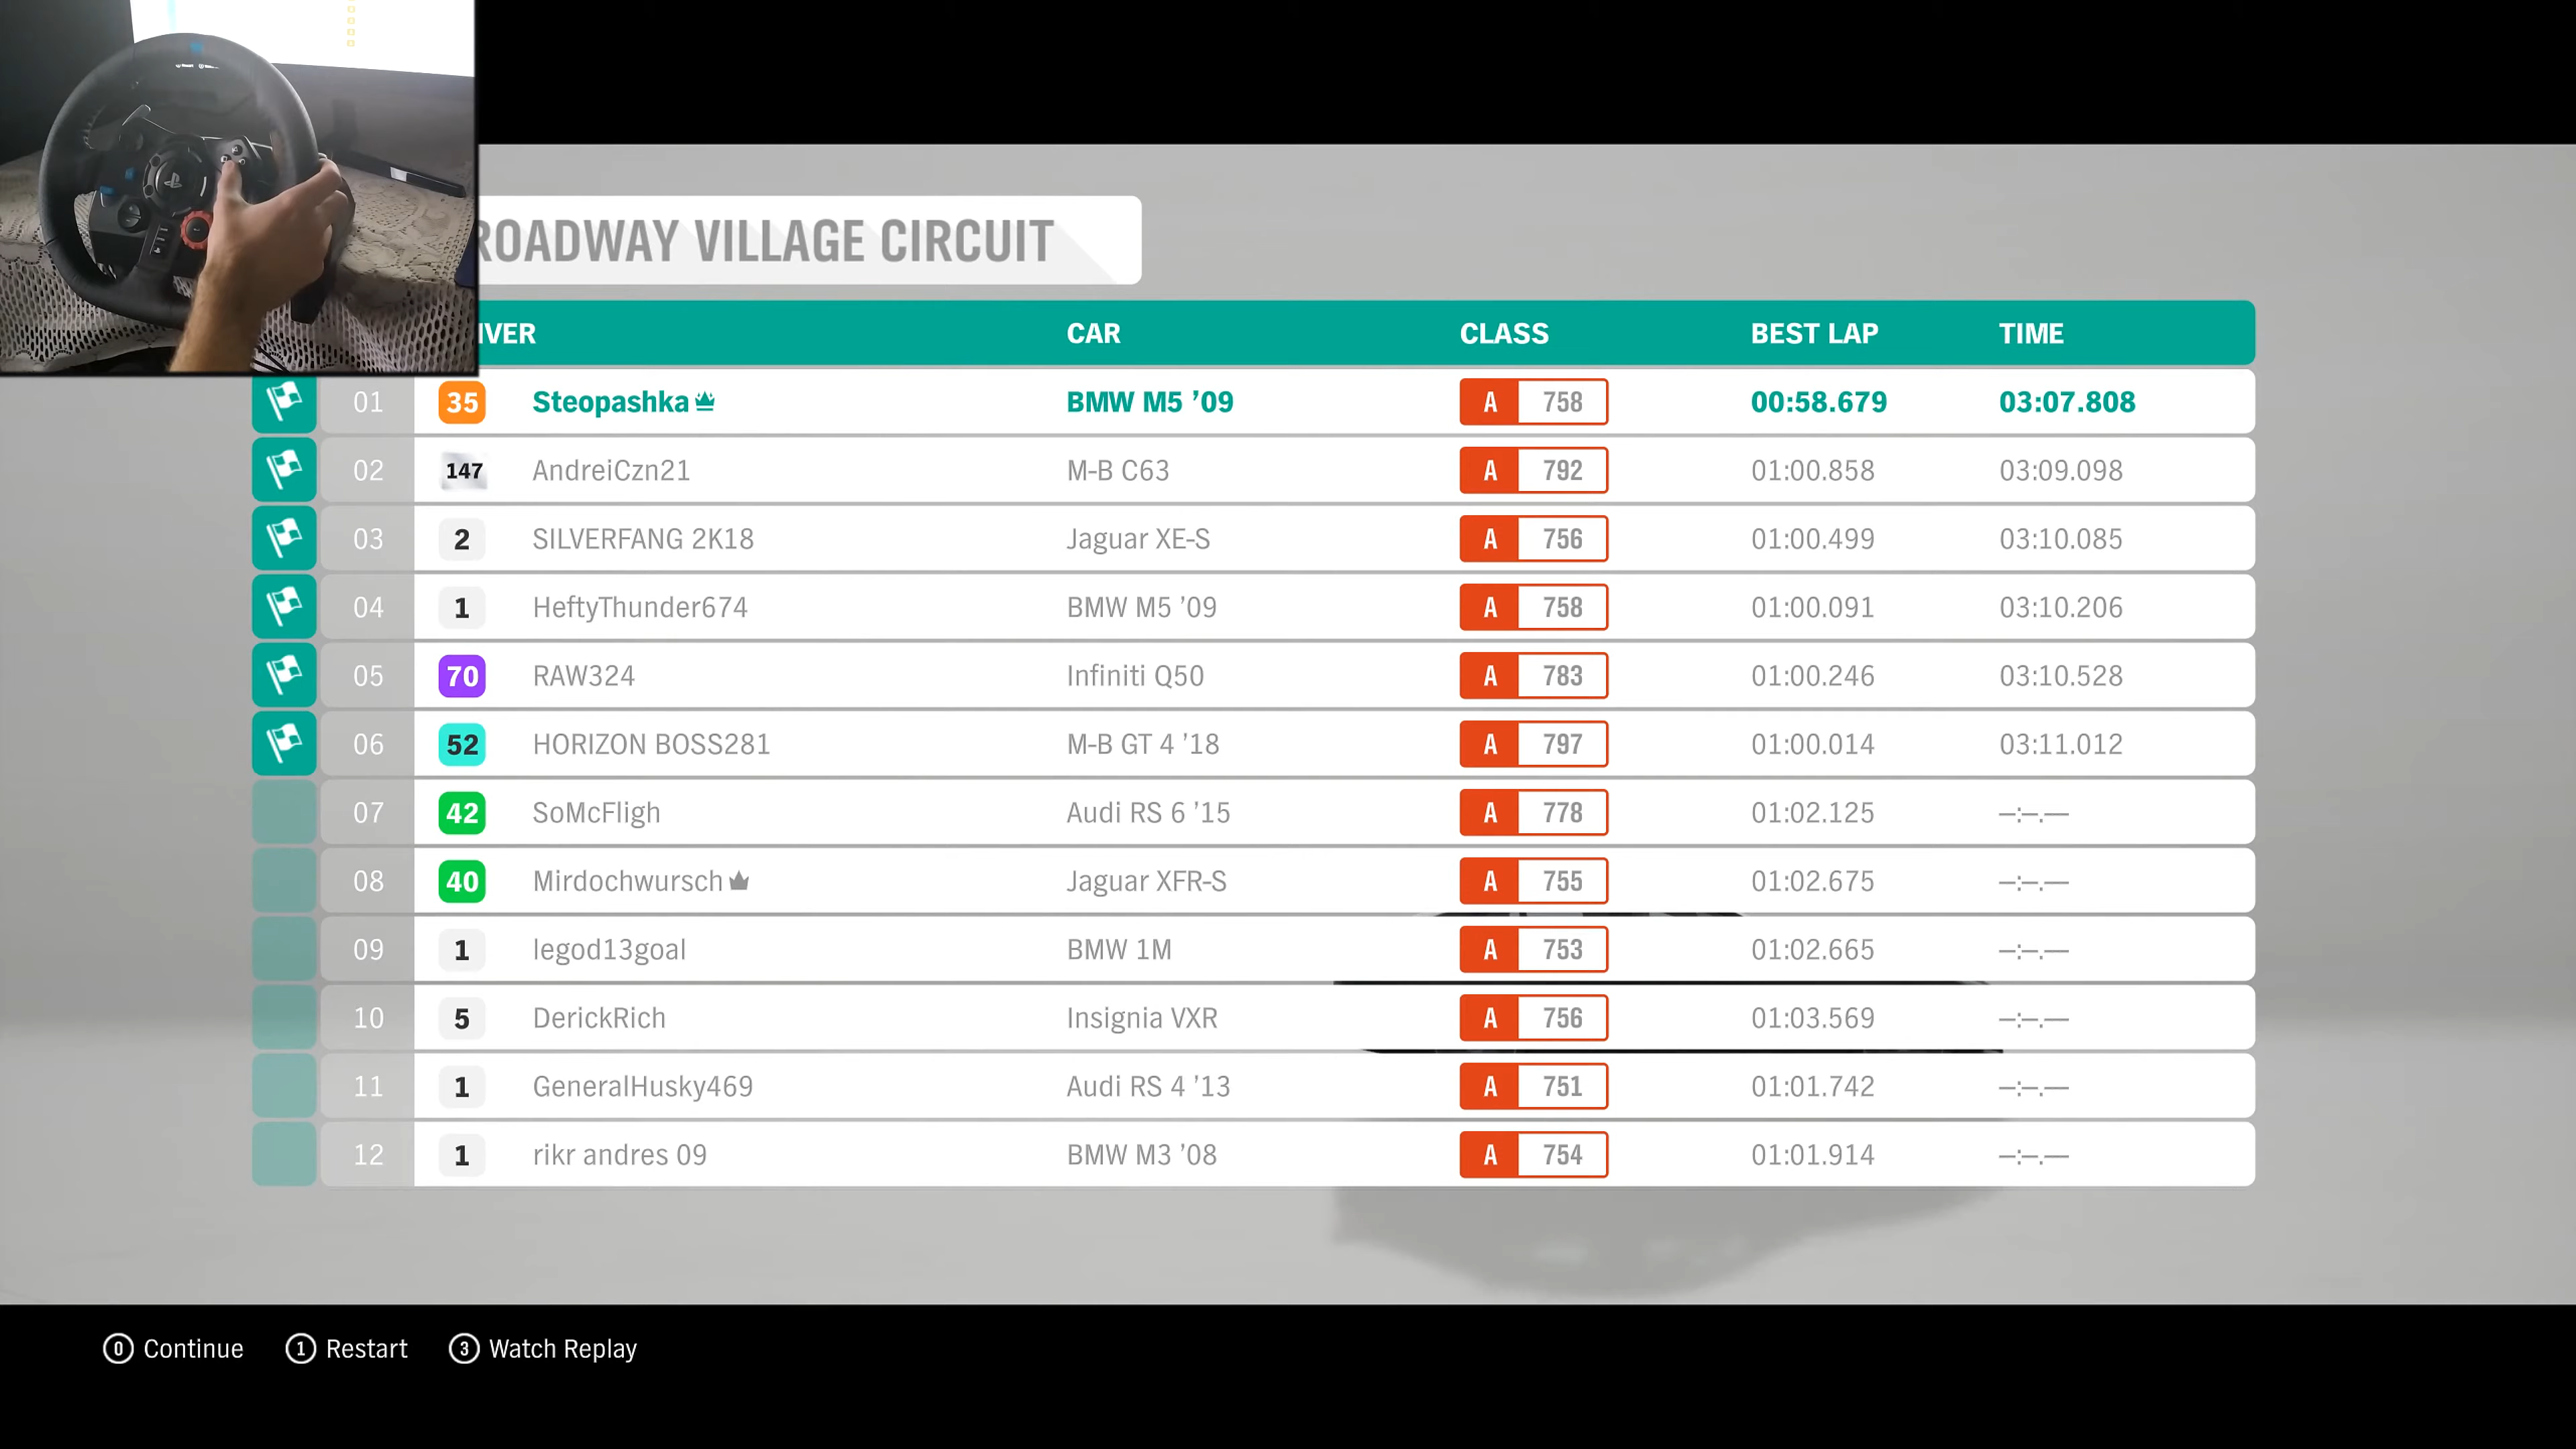 ROADWAY VILLAGE CIRCUIT
IVER CAR CLASS BEST LAP TIME
01 35 Steopashka BMW M5 ’09 A 758 00:58.679 03:07.808
02 147 AndreiCzn21 M-B C63 A 792 01:00.858 03:09.098
03 2 SILVERFANG 2K18 Jaguar XE-S A 756 01:00.499 03:10.085
04 1 HeftyThunder674 BMW M5 ’09 A 758 01:00.091 03:10.206
05 70 RAW324 Infiniti Q50 A 783 01:00.246 03:10.528
06 52 HORIZON BOSS281 M-B GT 4 ’18 A 797 01:00.014 03:11.012
07 42 SoMcFligh Audi RS 6 ’15 A 778 01:02.125 —:—.—
08 40 Mirdochwursch Jaguar XFR-S A 755 01:02.675 —:—.—
09 1 legod13goal BMW 1M A 753 01:02.665 —:—.—
10 5 DerickRich Insignia VXR A 756 01:03.569 —:—.—
11 1 GeneralHusky469 Audi RS 4 ’13 A 751 01:01.742 —:—.—
12 1 rikr andres 09 BMW M3 ’08 A 754 01:01.914 —:—.—
0 Continue 1 Restart 3 Watch Replay